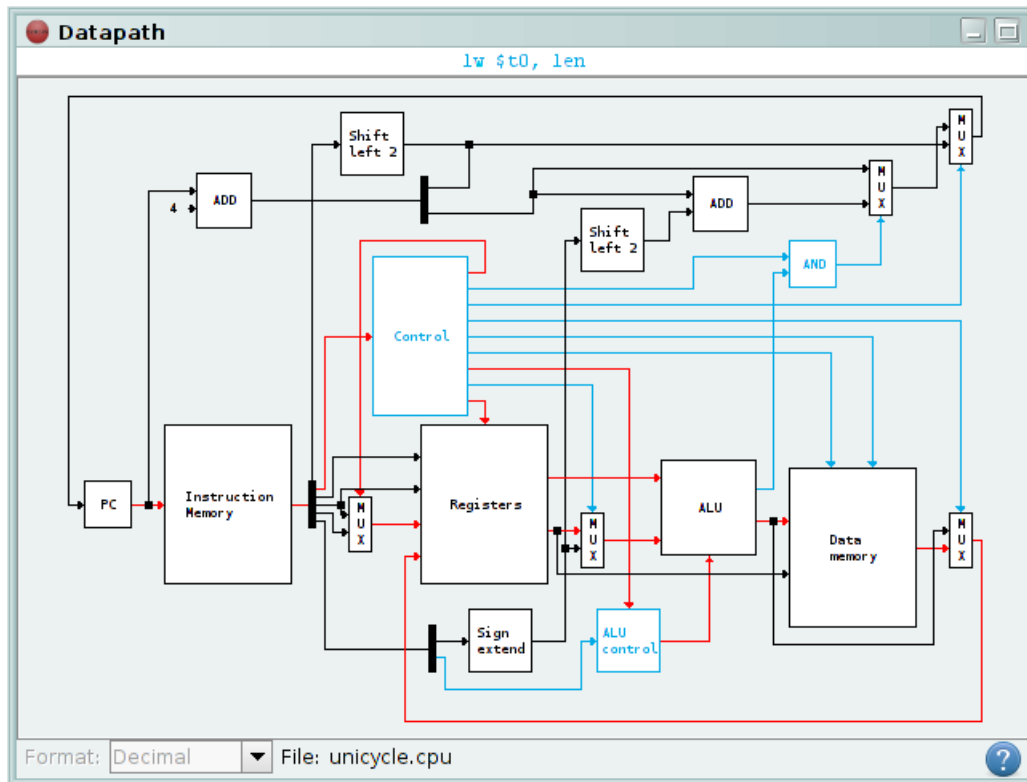 Datapath
lw $t0, len
Shift
left 2
M
U
X
4
ADD
M
U
X
ADD
Shift
left 2
AND
Control
PC
Instruction
Memory
M
U
X
Registers
M
U
X
ALU
Data
memory
M
U
X
Sign
extend
ALU
control
Format: Decimal File: unicycle.cpu ?